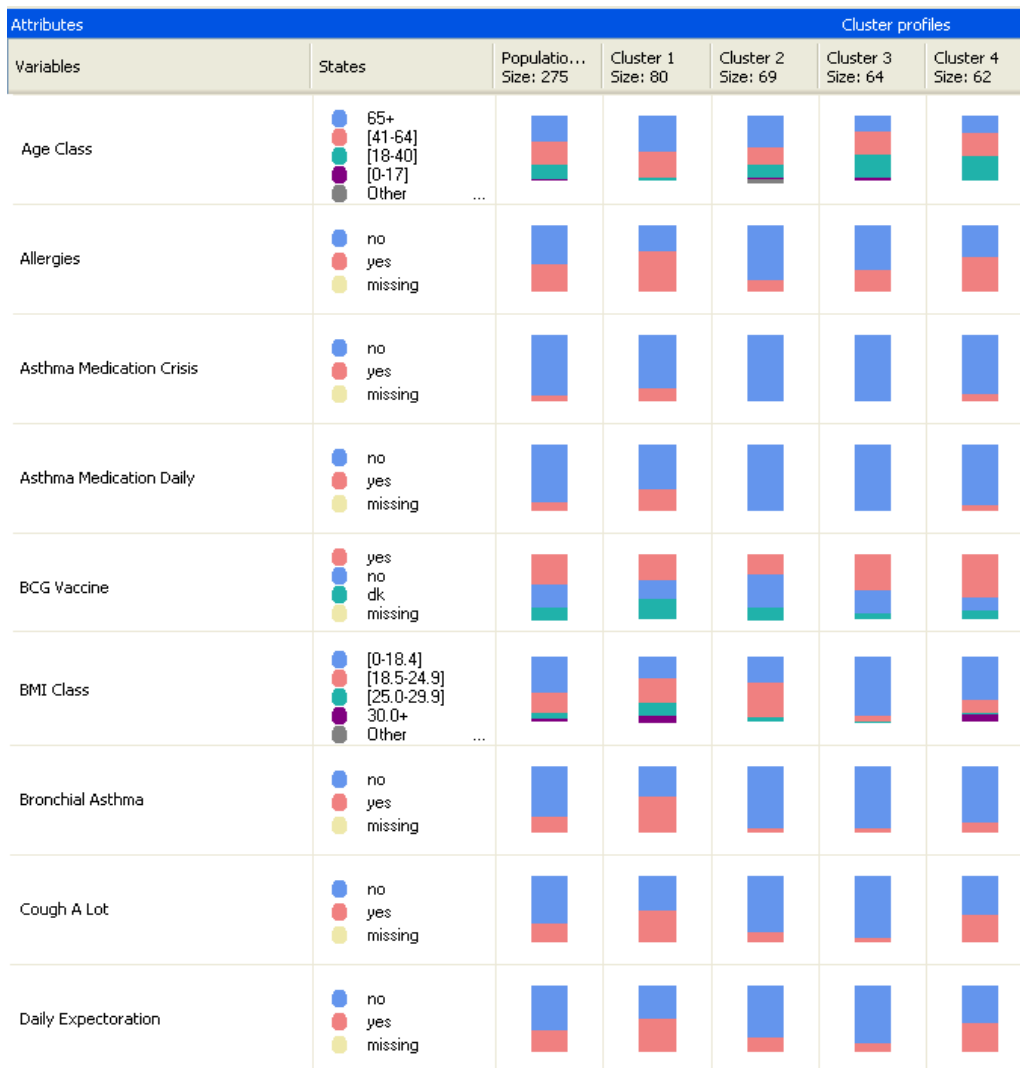 Attributes Cluster profiles
Variables States Populatio... Cluster 1 Cluster 2 Cluster 3 Cluster 4
Size: 275 Size: 80 Size: 69 Size: 64 Size: 62
Age Class
65+
[41-64]
[18-40]
[0-17]
Other ...
Allergies
no
yes
missing
Asthma Medication Crisis
no
yes
missing
Asthma Medication Daily
no
yes
missing
BCG Vaccine
yes
no
dk
missing
BMI Class
[0-18.4]
[18.5-24.9]
[25.0-29.9]
30.0+
Other ...
Bronchial Asthma
no
yes
missing
Cough A Lot
no
yes
missing
Daily Expectoration
no
yes
missing